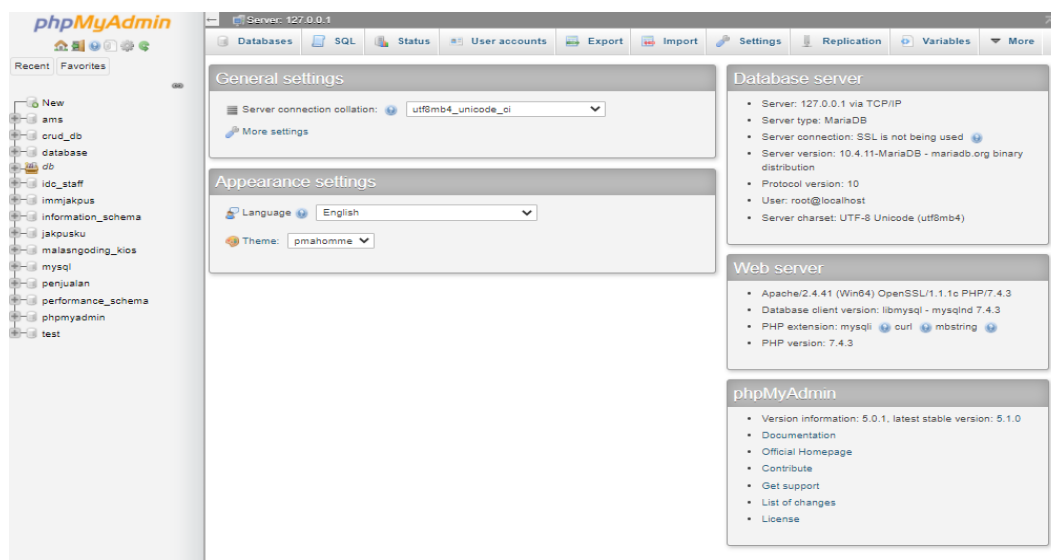 phpMyAdmin
Recent Favorites
New
ams
crud_db
database
db
idc_staff
immjakpus
information_schema
jakpusku
malasngoding_kios
mysql
penjualan
performance_schema
phpmyadmin
test
Server: 127.0.0.1
Databases SQL Status User accounts Export Import Settings Replication Variables More
General settings
Server connection collation: utf8mb4_unicode_ci
More settings
Appearance settings
Language English
Theme: pmahomme
Database server
Server: 127.0.0.1 via TCP/IP
Server type: MariaDB
Server connection: SSL is not being used
Server version: 10.4.11-MariaDB - mariadb.org binary
distribution
Protocol version: 10
User: root@localhost
Server charset: UTF-8 Unicode (utf8mb4)
Web server
Apache/2.4.41 (Win64) OpenSSL/1.1.1c PHP/7.4.3
Database client version: libmysql - mysqlnd 7.4.3
PHP extension: mysqli curl mbstring
PHP version: 7.4.3
phpMyAdmin
Version information: 5.0.1, latest stable version: 5.1.0
Documentation
Official Homepage
Contribute
Get support
List of changes
License